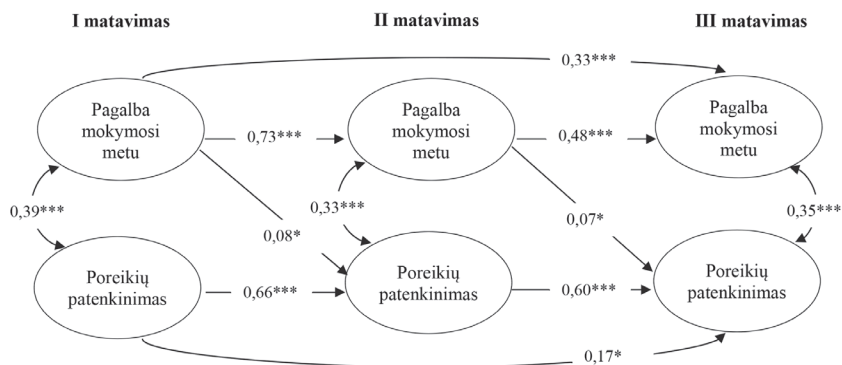 I matavimas
II matavimas
III matavimas
0,33***
Pagalba
mokymosi
metu
0,73***
Pagalba
mokymosi
metu
0,48***
Pagalba
mokymosi
metu
0,39***
0,08*
0,33***
0,07*
0,35***
Poreikių
patenkinimas
0,66***
Poreikių
patenkinimas
0,60***
Poreikių
patenkinimas
0,17*